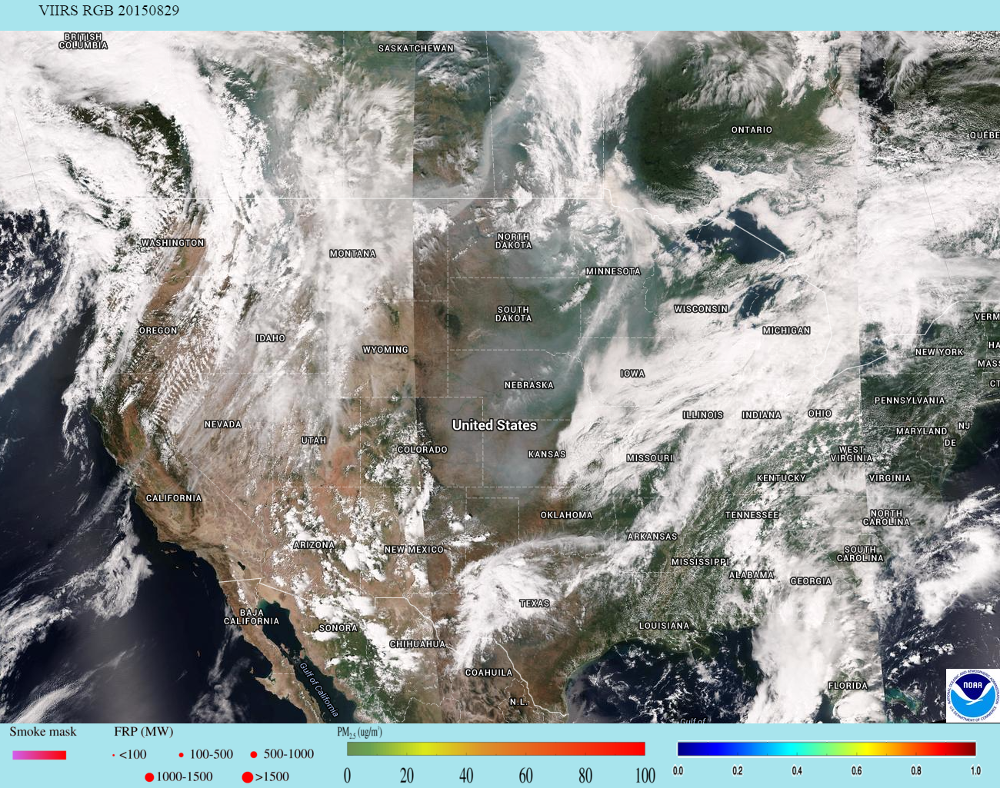 VIIRS RGB 20150829
BRITISH
COLUMBIA
SASKATCHEWAN
ONTARIO
QUÉBE
WASHINGTON
MONTANA
NORTH
DAKOTA
MINNESOTA
OREGON
IDAHO
SOUTH
DAKOTA
WISCONSIN
MICHIGAN
VERM
WYOMING
NEW YORK
HA
MASS
CT
NEBRASKA
IOWA
PENNSYLVANIA
NEVADA
UTAH
United States
ILLINOIS
INDIANA
OHIO
MARYLAND
NJ
DE
COLORADO
KANSAS
MISSOURI
WEST
VIRGINIA
KENTUCKY
VIRGINIA
CALIFORNIA
OKLAHOMA
TENNESSEE
NORTH
CAROLINA
ARIZONA
NEW MEXICO
ARKANSAS
SOUTH
CAROLINA
MISSISSIPPI
ALABAMA
GEORGIA
TEXAS
BAJA
CALIFORNIA
SONORA
LOUISIANA
CHIHUAHUA
COAHUILA
Gulf of California
FLORIDA
N.L.
Gulf of
NOAA
Smoke mask
FRP (MW)
<100
100-500
500-1000
1000-1500
>1500
PM2.5 (ug/m³)
0 20 40 60 80 100
0.0 0.2 0.4 0.6 0.8 1.0